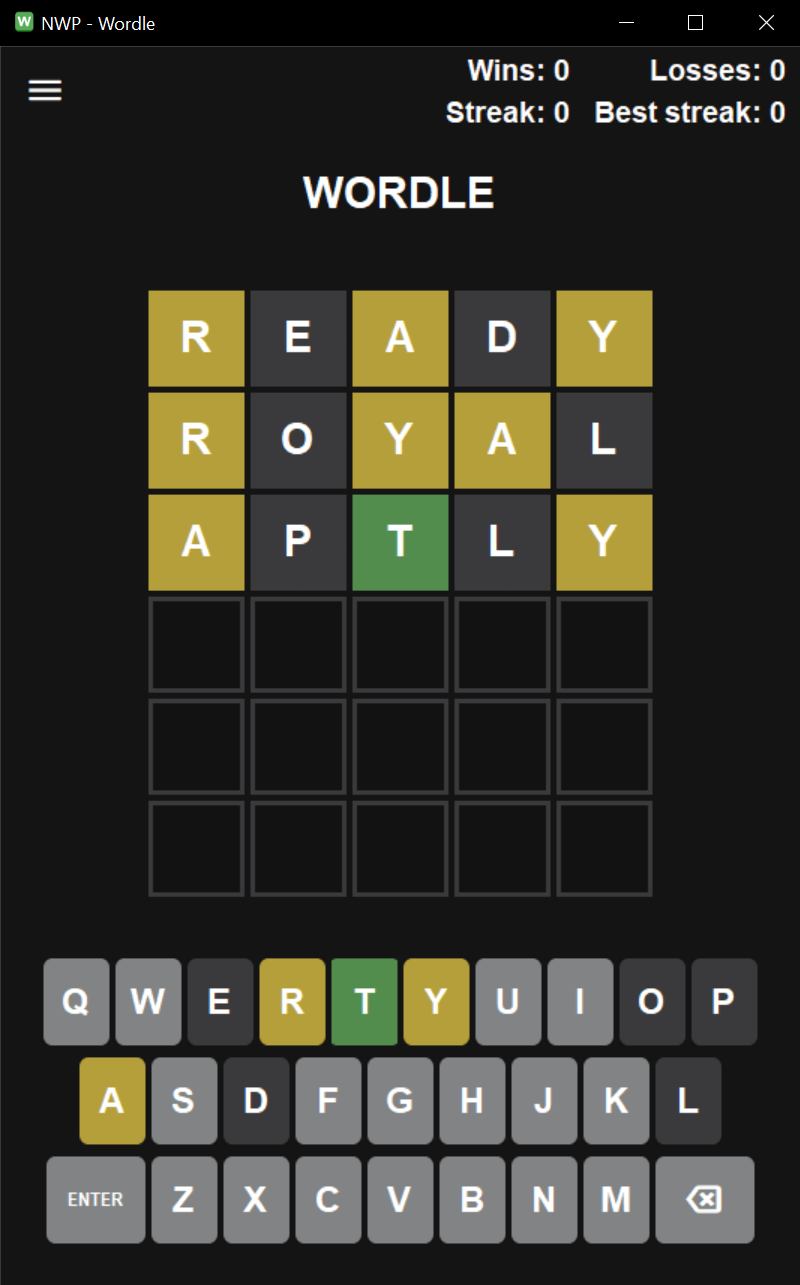 NWP - Wordle
Wins: 0 Losses: 0
Streak: 0 Best streak: 0
WORDLE
R E A D Y
R O Y A L
A P T L Y
Q W E R T Y U I O P
A S D F G H J K L
ENTER Z X C V B N M